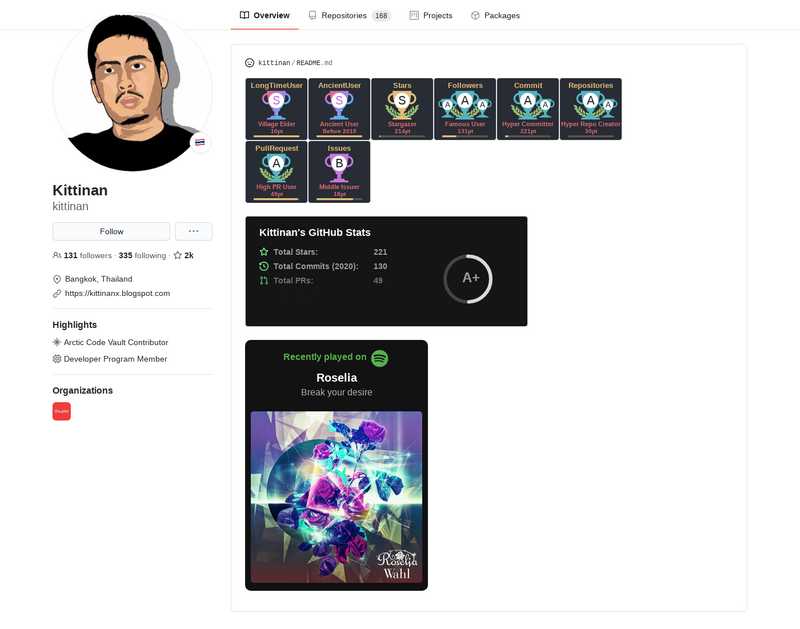 Overview
Repositories 168
Projects
Packages
Kittinan
kittinan
Follow
...
131 followers · 335 following · 2k
Bangkok, Thailand
https://kittinanx.blogspot.com
Highlights
Arctic Code Vault Contributor
Developer Program Member
Organizations
kittinan/README.md
LongTimeUser
S
Village Elder
10pt
AncientUser
S
Ancient User
Before 2010
Stars
S
Stargazer
214pt
Followers
A A A
Famous User
131pt
Commit
A A
Hyper Committer
221pt
Repositories
A A
Hyper Repo Creator
30pt
PullRequest
A
High PR User
49pt
Issues
B
Middle Issuer
18pt
Kittinan's GitHub Stats
Total Stars: 221
Total Commits (2020): 130
Total PRs: 49
A+
Recently played on
Roselia
Break your desire
Roselia
Wahl